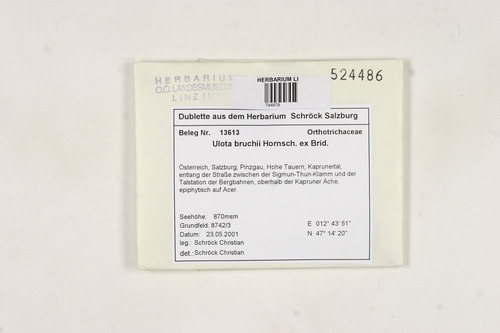 HERBARIUM
O.Ö. LANDESMUSEUM
LINZ
HERBARIUM LI
784879
524486
Dublette aus dem Herbarium Schröck Salzburg
Beleg Nr. 13613 Orthotrichaceae
Ulota bruchii Hornsch. ex Brid.
Österreich, Salzburg, Pinzgau, Hohe Tauern, Kaprunertal,
entlang der Straße zwischen der Sigmun-Thun-Klamm und der
Talstation der Bergbahnen, oberhalb der Kapruner Ache,
epiphytisch auf Acer.
Seehöhe: 870msm E 012° 43' 51"
Grundfeld: 8742/3 N 47° 14' 20"
Datum: 23.05.2001
leg.: Schröck Christian
det.: Schröck Christian